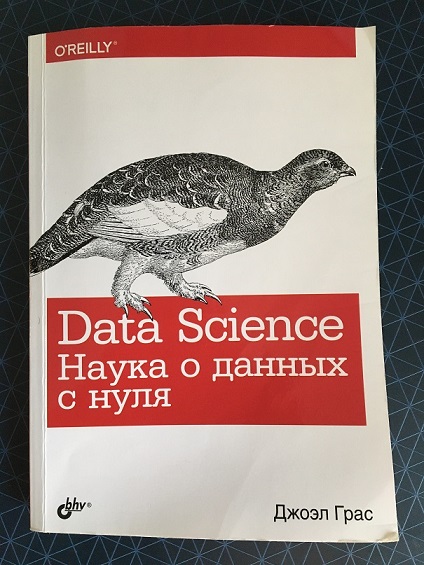 O'REILLY®
Data Science
Наука о данных
с нуля
bhv®
Джоэл Грас